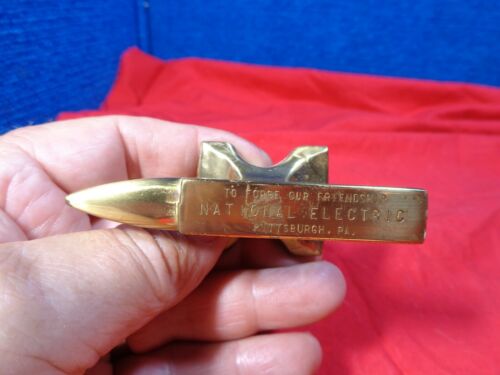 TO FORGE OUR FRIENDSHIP
NATIONAL ELECTRIC
PITTSBURGH, PA.